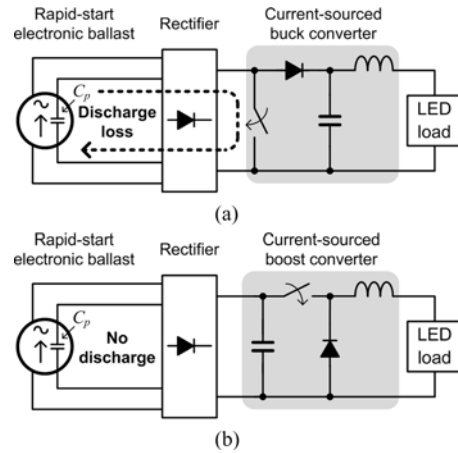 Rapid-start
electronic ballast
Rectifier
Current-sourced
buck converter
Cp
Discharge
loss
LED
load
(a)
Rapid-start
electronic ballast
Rectifier
Current-sourced
boost converter
Cp
No
discharge
LED
load
(b)